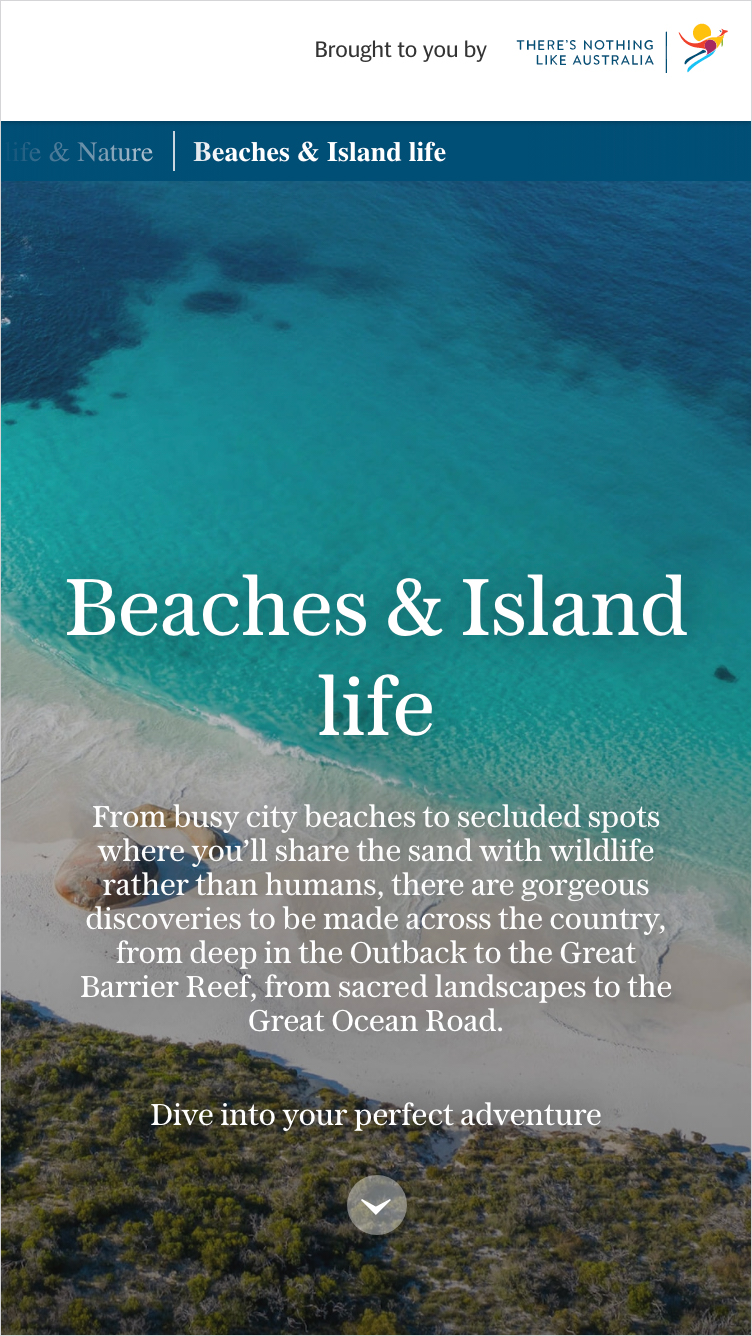 Brought to you by
THERE'S NOTHING
LIKE AUSTRALIA
life & Nature
Beaches & Island life
Beaches & Island
life
From busy city beaches to secluded spots
where you’ll share the sand with wildlife
rather than humans, there are gorgeous
discoveries to be made across the country,
from deep in the Outback to the Great
Barrier Reef, from sacred landscapes to the
Great Ocean Road.
Dive into your perfect adventure